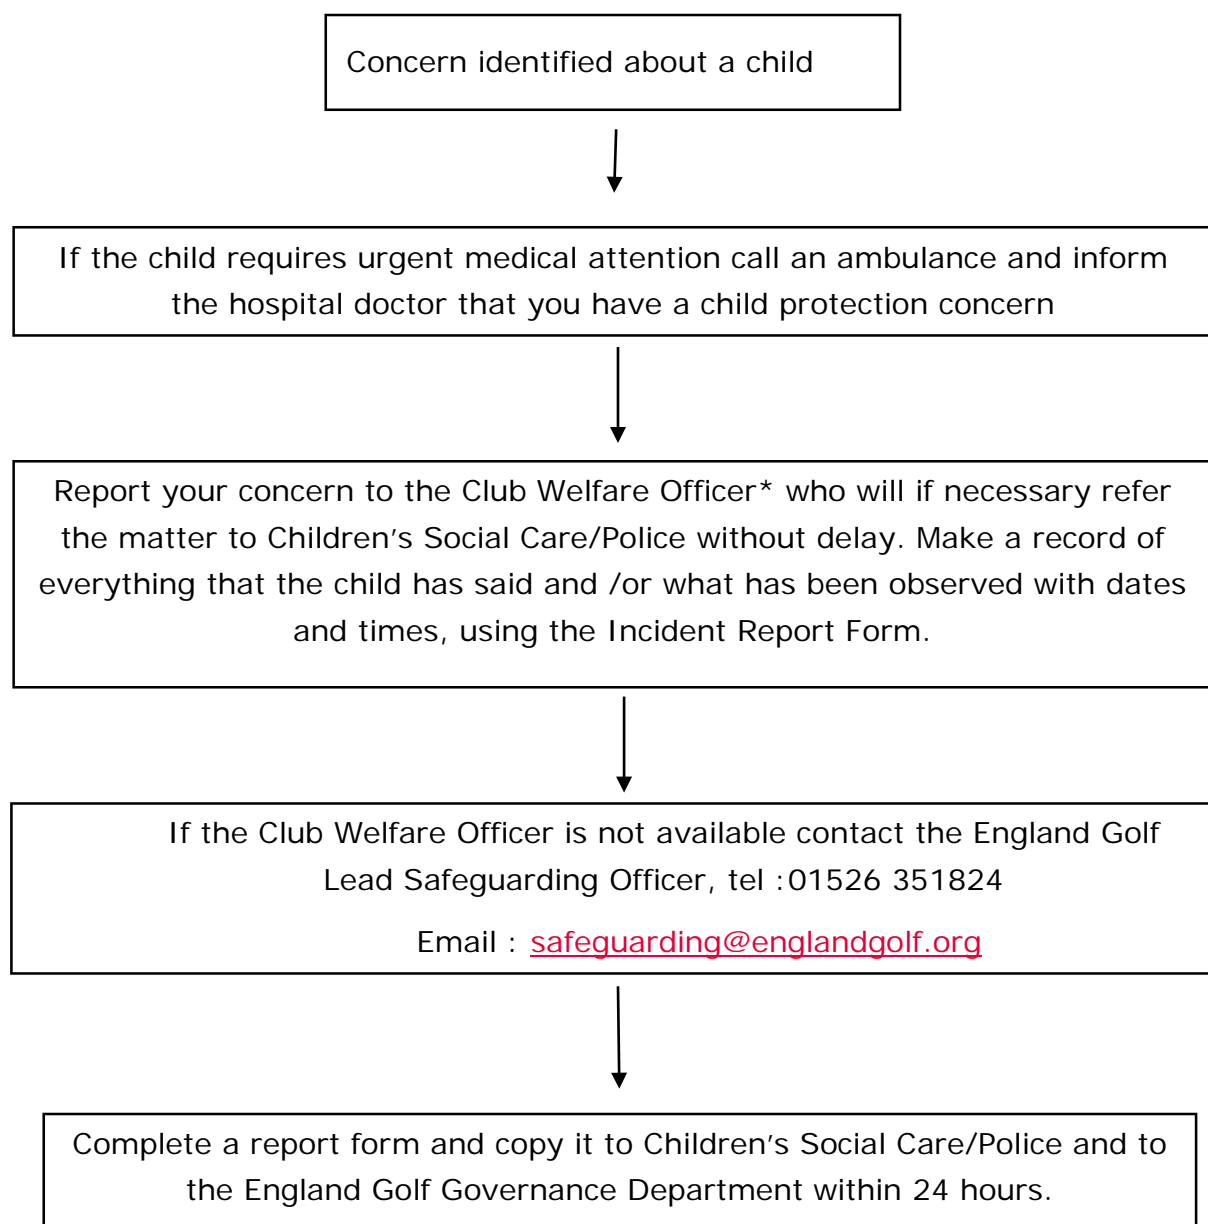 Concern identified about a child
If the child requires urgent medical attention call an ambulance and inform
the hospital doctor that you have a child protection concern
Report your concern to the Club Welfare Officer* who will if necessary refer
the matter to Children’s Social Care/Police without delay. Make a record of
everything that the child has said and /or what has been observed with dates
and times, using the Incident Report Form.
If the Club Welfare Officer is not available contact the England Golf
Lead Safeguarding Officer, tel :01526 351824
Email : safeguarding@englandgolf.org
Complete a report form and copy it to Children’s Social Care/Police and to
the England Golf Governance Department within 24 hours.